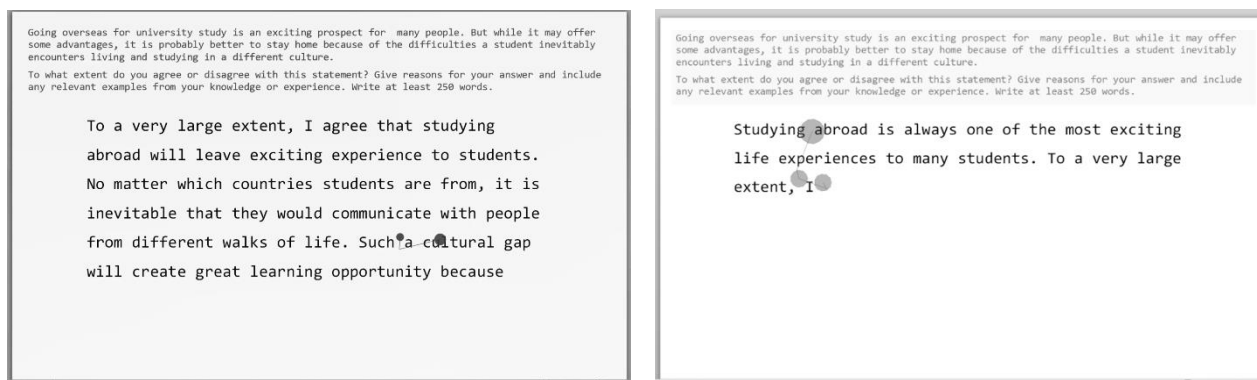 Going overseas for university study is an exciting prospect for many people. But while it may offer
some advantages, it is probably better to stay home because of the difficulties a student inevitably
encounters living and studying in a different culture.
To what extent do you agree or disagree with this statement? Give reasons for your answer and include
any relevant examples from your knowledge or experience. Write at least 250 words.
To a very large extent, I agree that studying
abroad will leave exciting experience to students.
No matter which countries students are from, it is
inevitable that they would communicate with people
from different walks of life. Such a cultural gap
will create great learning opportunity because
Going overseas for university study is an exciting prospect for many people. But while it may offer
some advantages, it is probably better to stay home because of the difficulties a student inevitably
encounters living and studying in a different culture.
To what extent do you agree or disagree with this statement? Give reasons for your answer and include
any relevant examples from your knowledge or experience. Write at least 250 words.
Studying abroad is always one of the most exciting
life experiences to many students. To a very large
extent, I